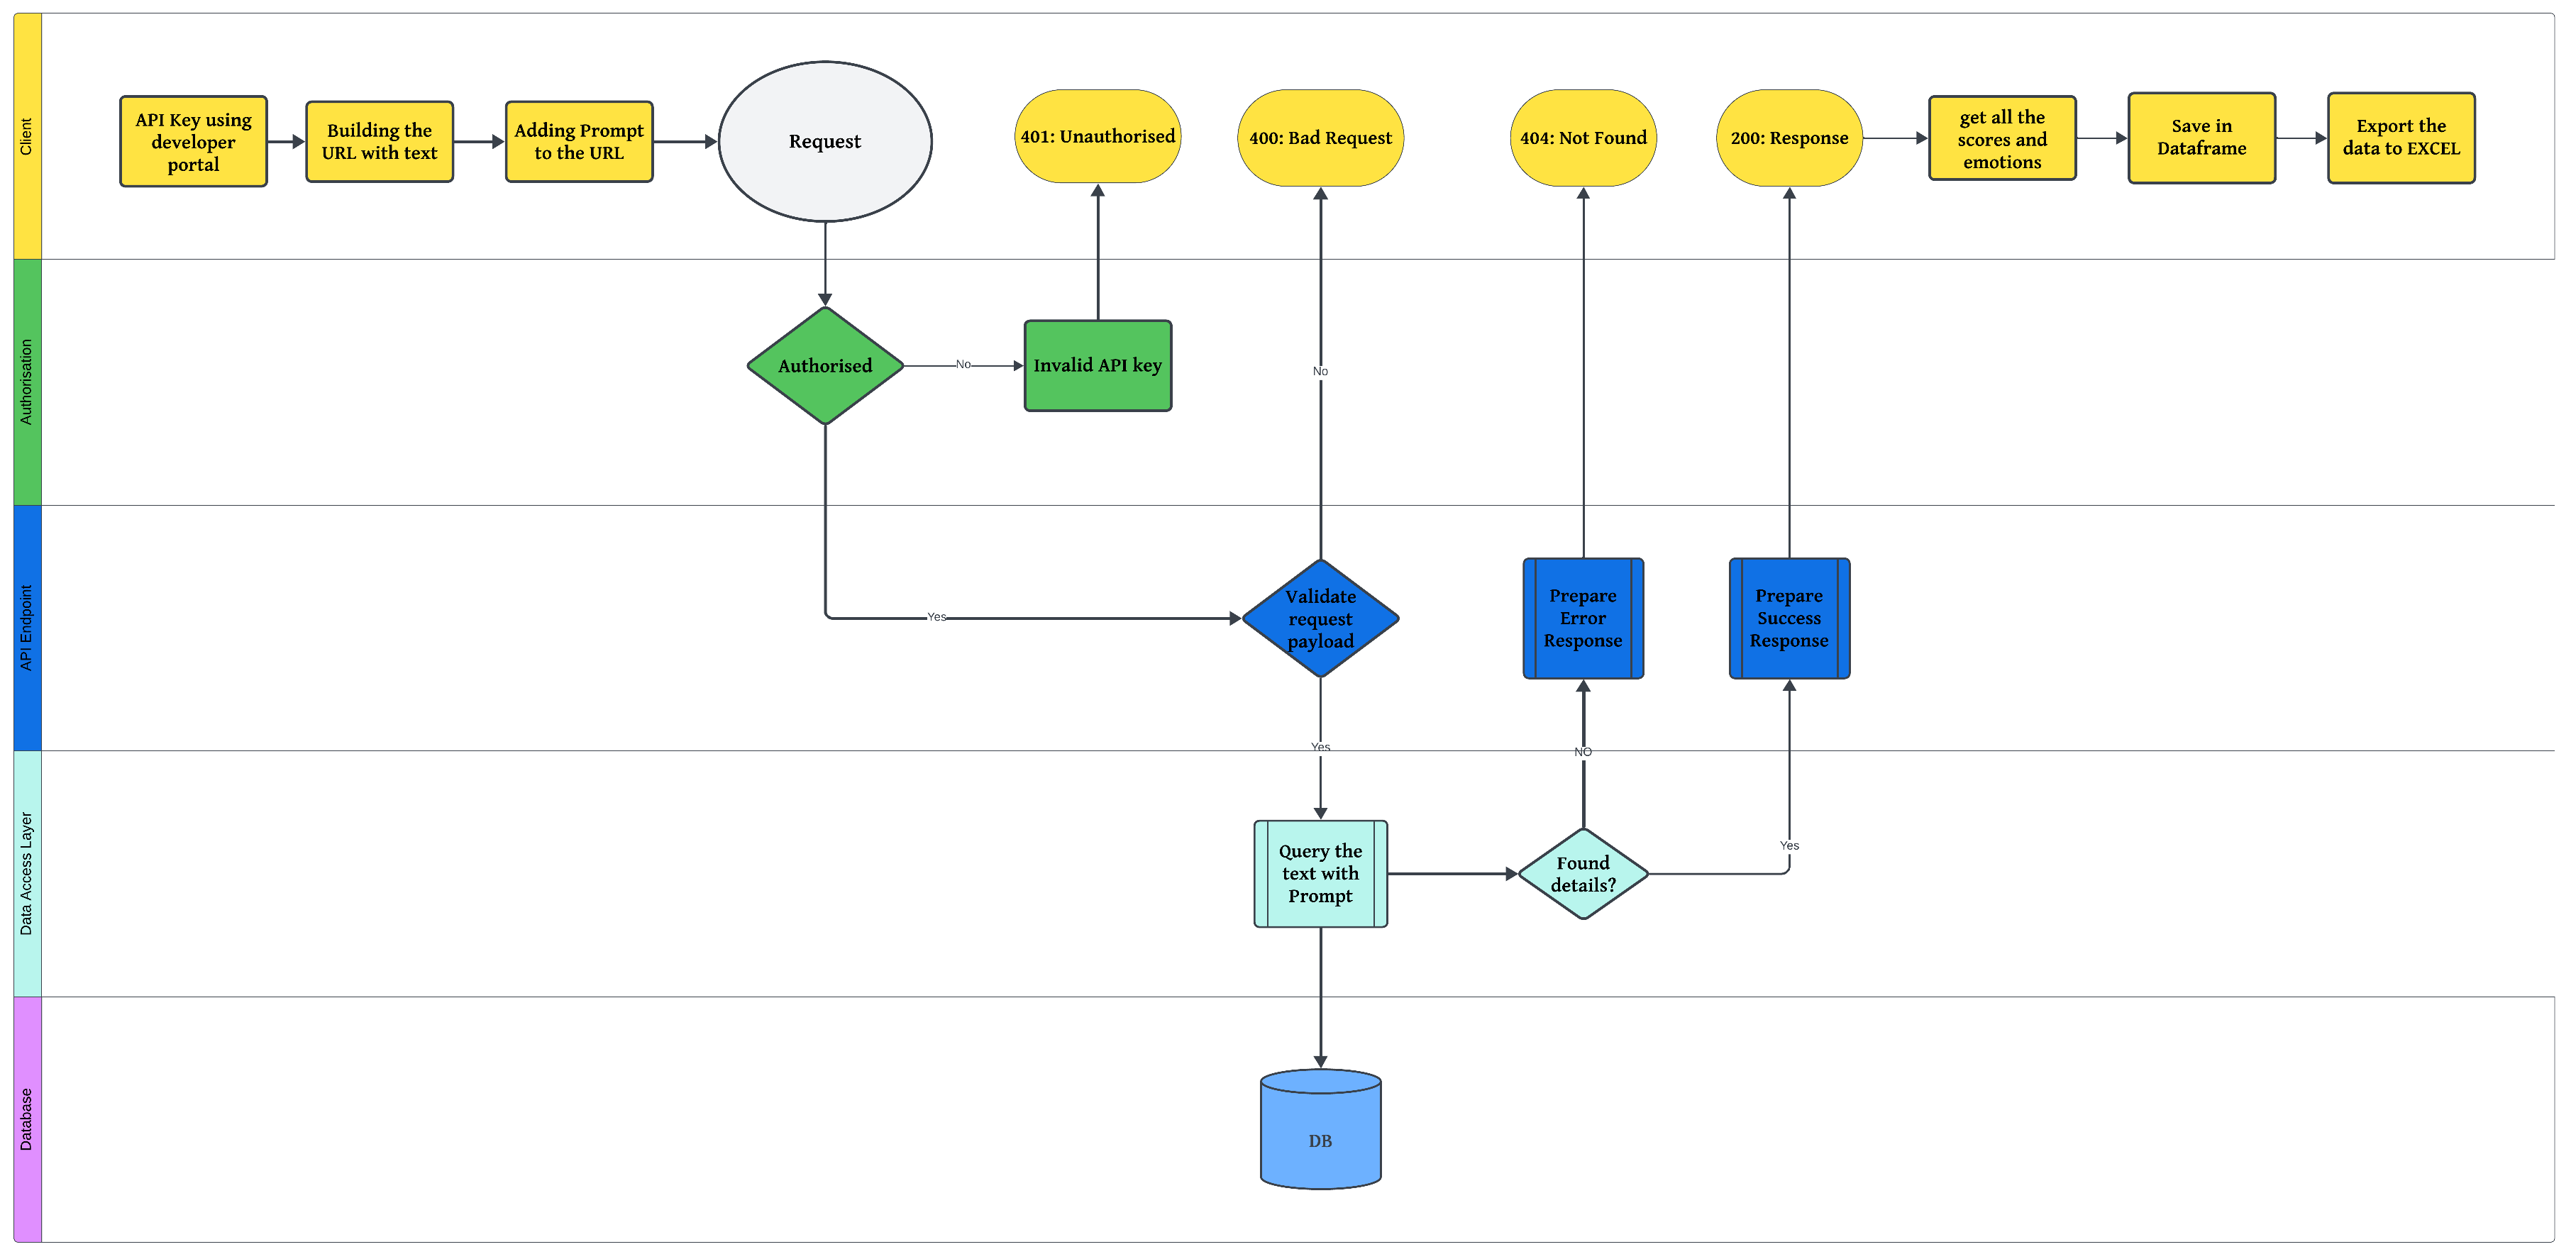 Client
API Key using
developer
portal
Building the
URL with text
Adding Prompt
to the URL
Request
401: Unauthorised
400: Bad Request
404: Not Found
200: Response
get all the
scores and
emotions
Save in
Dataframe
Export the
data to EXCEL
Authorisation
Authorised
No
Invalid API key
No
API Endpoint
Yes
Validate
request
payload
Prepare
Error
Response
Prepare
Success
Response
Yes
NO
Data Access Layer
Query the
text with
Prompt
Found
details?
Yes
Database
DB